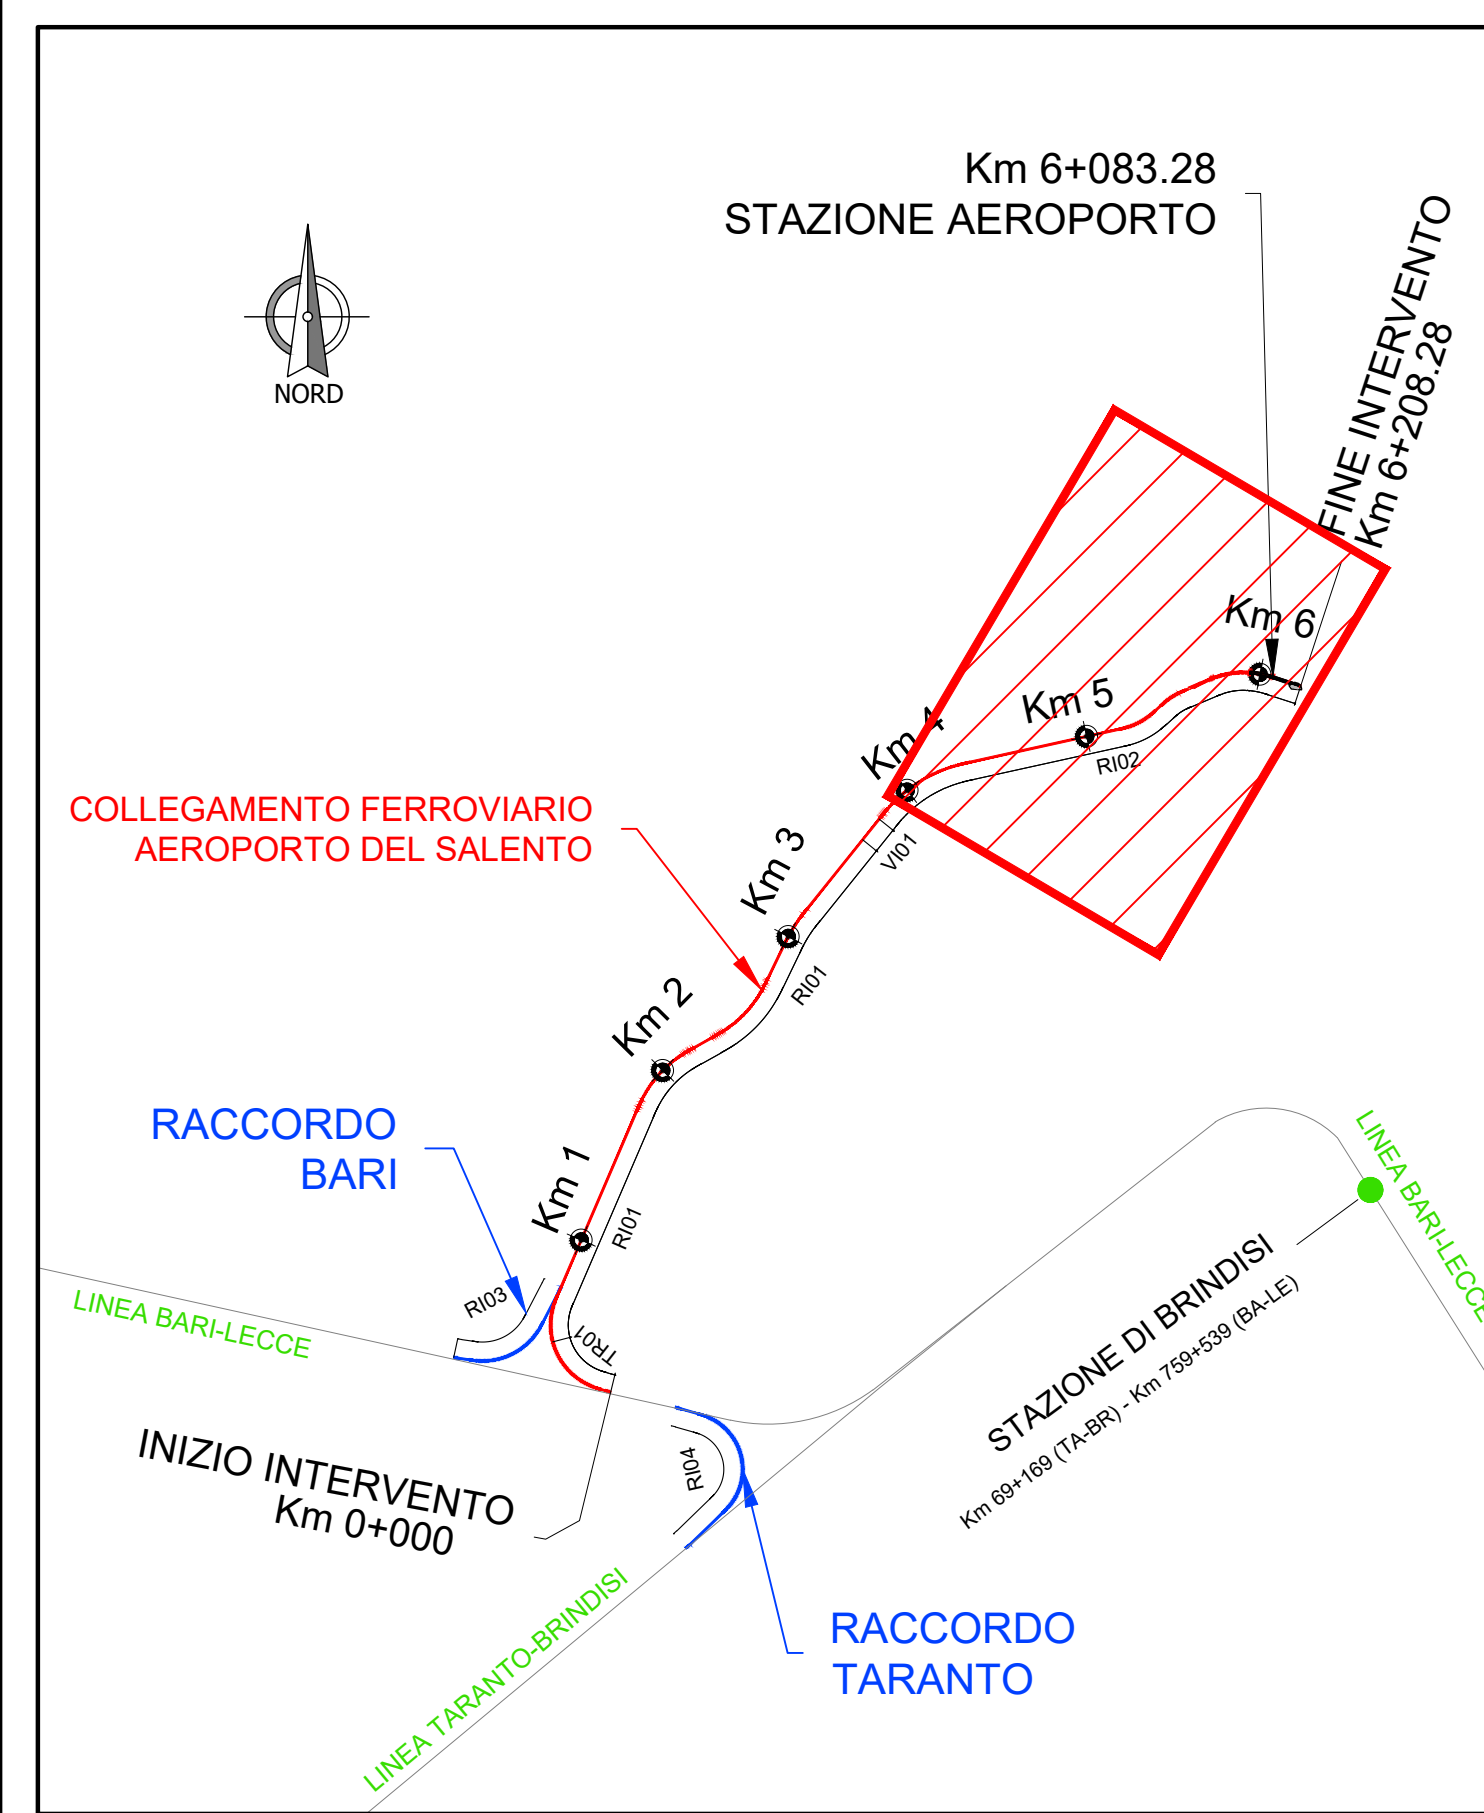 Km 6+083.28
STAZIONE AEROPORTO
FINE INTERVENTO
Km 6+208.28
NORD
Km 6
Km 5
Km 4
RI02
COLLEGAMENTO FERROVIARIO
AEROPORTO DEL SALENTO
VI01
Km 3
RI01
Km 2
RACCORDO
BARI
Km 1
RI01
LINEA BARI-LECCE
RI03
LINEA BARI-LECCE
TR01
STAZIONE DI BRINDISI
Km 69+169 (TA-BR) - Km 759+539 (BA-LE)
INIZIO INTERVENTO
Km 0+000
RI04
LINEA TARANTO-BRINDISI
RACCORDO
TARANTO